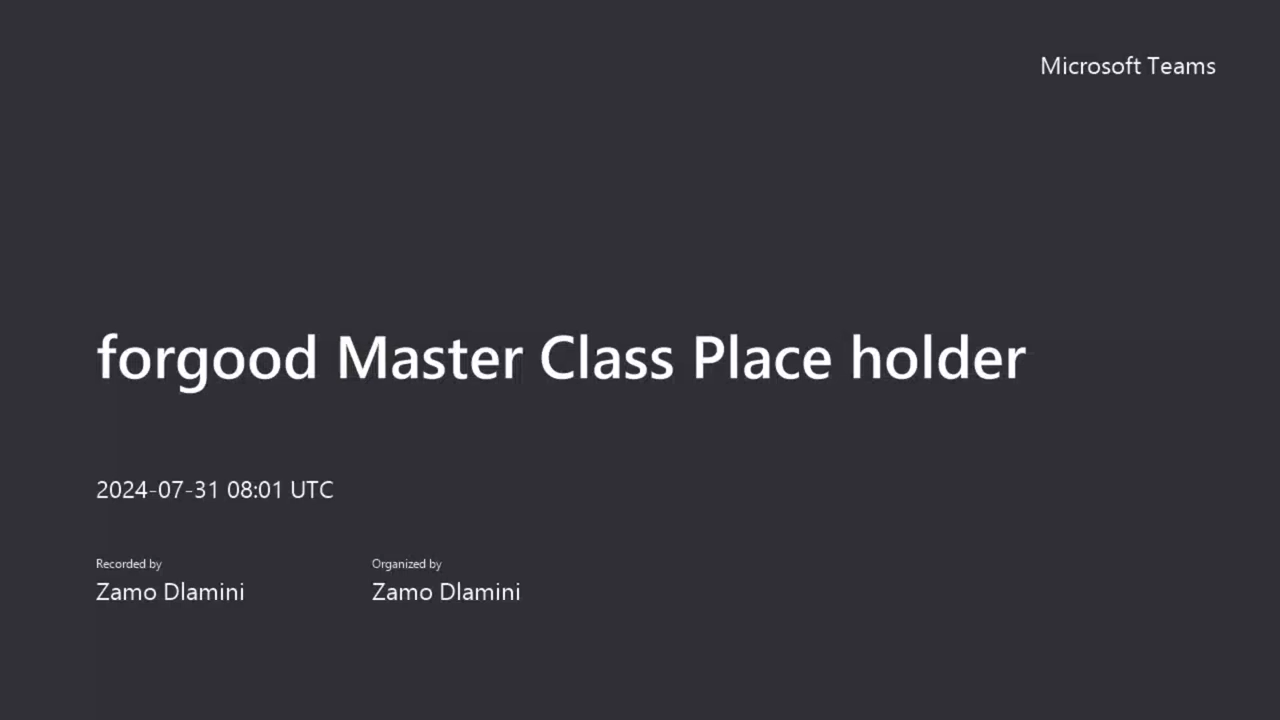 Microsoft Teams
forgood Master Class Place holder
2024-07-31 08:01 UTC
Recorded by
Zamo Dlamini
Organized by
Zamo Dlamini